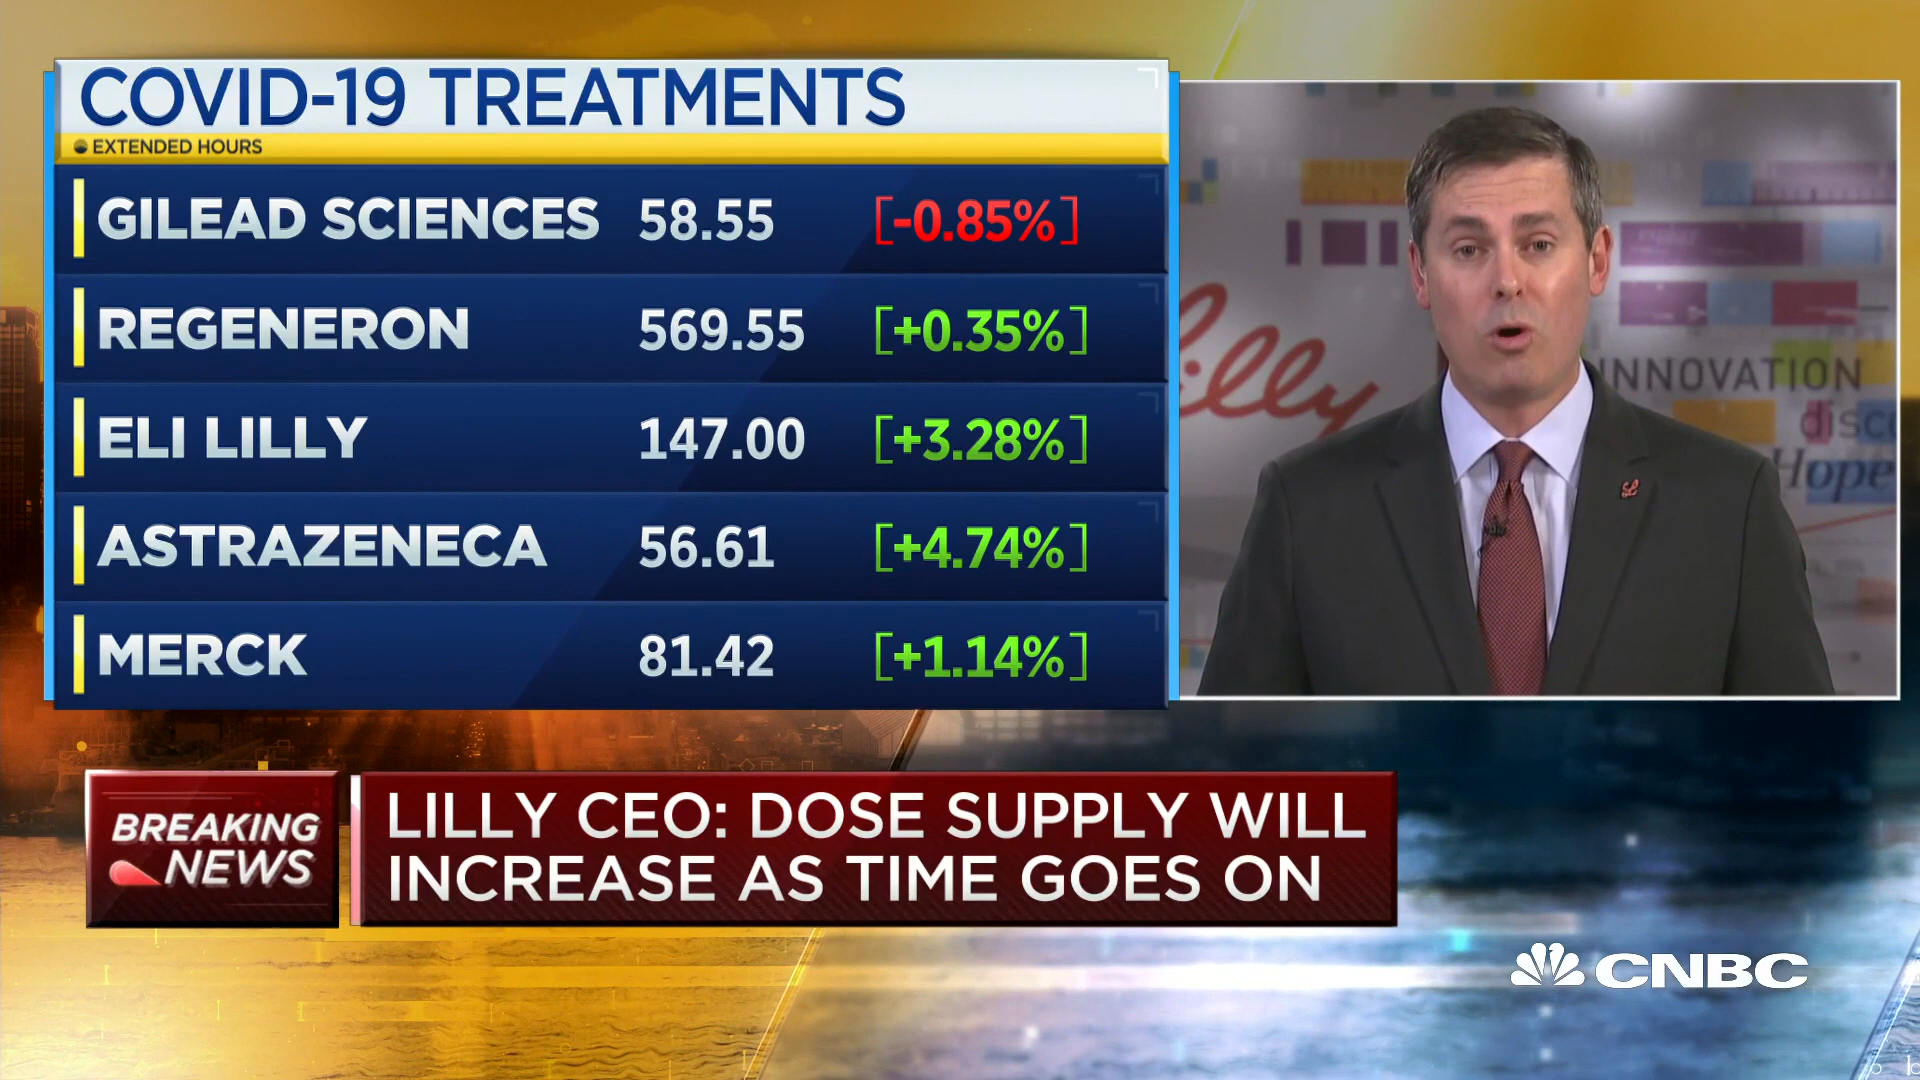 COVID-19 TREATMENTS
EXTENDED HOURS
GILEAD SCIENCES 58.55 [-0.85%]
REGENERON 569.55 [+0.35%]
ELI LILLY 147.00 [+3.28%]
ASTRAZENECA 56.61 [+4.74%]
MERCK 81.42 [+1.14%]
Lilly
INNOVATION
disco
Hope
BREAKING
NEWS
LILLY CEO: DOSE SUPPLY WILL
INCREASE AS TIME GOES ON
CNBC